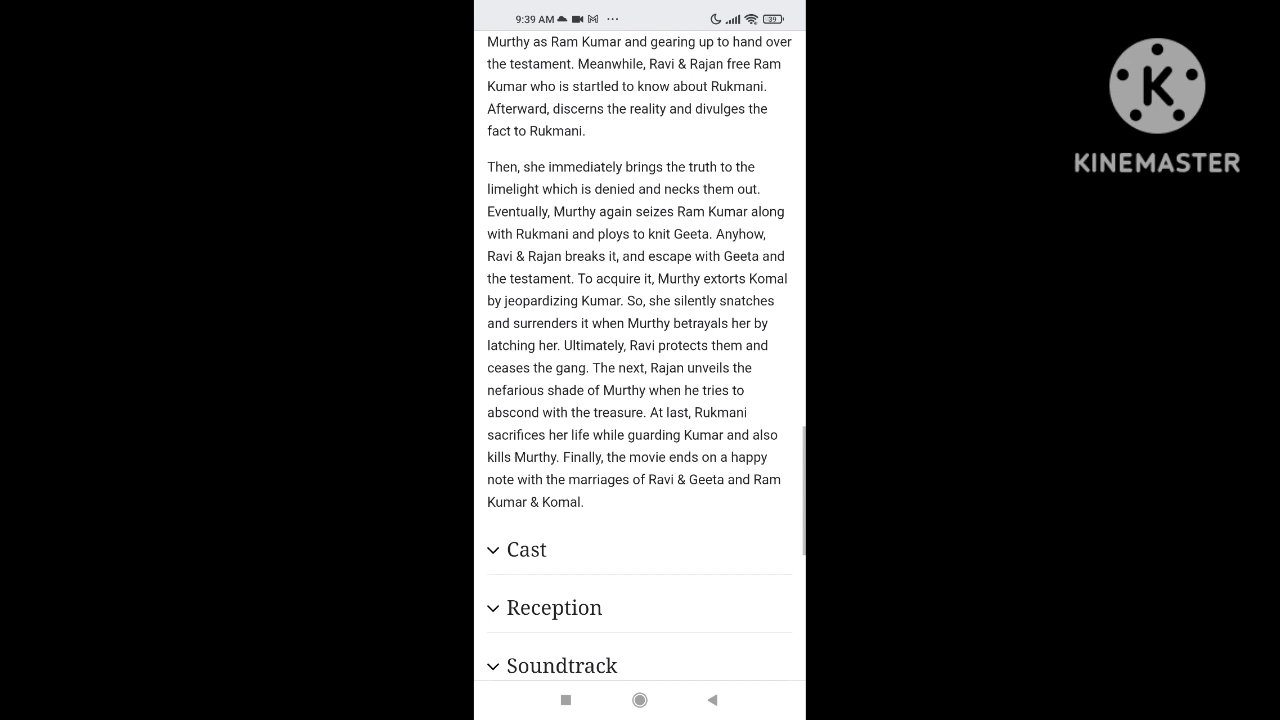 9:39 AM
39
Murthy as Ram Kumar and gearing up to hand over
the testament. Meanwhile, Ravi & Rajan free Ram
Kumar who is startled to know about Rukmani.
Afterward, discerns the reality and divulges the
fact to Rukmani.
Then, she immediately brings the truth to the
limelight which is denied and necks them out.
Eventually, Murthy again seizes Ram Kumar along
with Rukmani and ploys to knit Geeta. Anyhow,
Ravi & Rajan breaks it, and escape with Geeta and
the testament. To acquire it, Murthy extorts Komal
by jeopardizing Kumar. So, she silently snatches
and surrenders it when Murthy betrayals her by
latching her. Ultimately, Ravi protects them and
ceases the gang. The next, Rajan unveils the
nefarious shade of Murthy when he tries to
abscond with the treasure. At last, Rukmani
sacrifices her life while guarding Kumar and also
kills Murthy. Finally, the movie ends on a happy
note with the marriages of Ravi & Geeta and Ram
Kumar & Komal.
Cast
Reception
Soundtrack
K
KINEMASTER